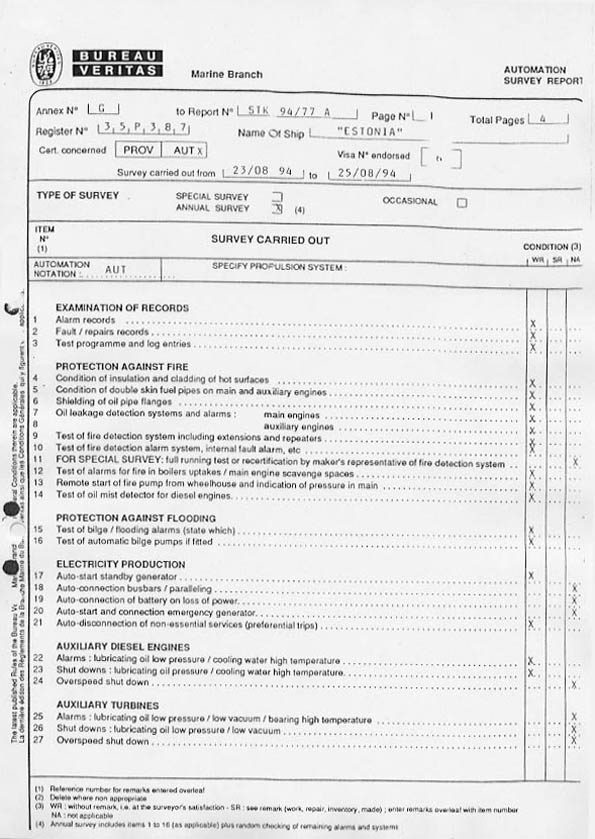 BUREAU
VERITAS
Marine Branch
AUTOMATION
SURVEY REPORT
Annex N° G to Report N° STK 94/77 A Page N° 1 Total Pages 4
Register N° 3,5,P,3,8,7 Name Of Ship "ESTONIA"
Cert. concerned PROV AUT X Visa N° endorsed
Survey carried out from 23/08 94 to 25/08/94
TYPE OF SURVEY SPECIAL SURVEY OCCASIONAL
ANNUAL SURVEY X (4)
ITEM
N°
(1)
SURVEY CARRIED OUT
CONDITION (3)
WR SR NA
AUTOMATION
NOTATION : AUT SPECIFY PROPULSION SYSTEM :
EXAMINATION OF RECORDS
1 Alarm records X
2 Fault / repairs records X
3 Test programme and log entries X
PROTECTION AGAINST FIRE
4 Condition of insulation and cladding of hot surfaces X
5 Condition of double skin fuel pipes on main and auxiliary engines X
6 Shielding of oil pipe flanges X
7 Oil leakage detection systems and alarms : main engines X
8 auxiliary engines X
9 Test of fire detection system including extensions and repeaters X
10 Test of fire detection alarm system, internal fault alarm, etc X
11 FOR SPECIAL SURVEY: full running test or recertification by maker's representative of fire detection system X
12 Test of alarms for fire in boilers uptakes / main engine scavenge spaces X
13 Remote start of fire pump from wheelhouse and indication of pressure in main X
14 Test of oil mist detector for diesel engines X
PROTECTION AGAINST FLOODING
15 Test of bilge / flooding alarms (state which) X
16 Test of automatic bilge pumps if fitted X
ELECTRICITY PRODUCTION
17 Auto-start standby generator X
18 Auto-connection busbars / paralleling X
19 Auto-connection of battery on loss of power X
20 Auto-start and connection emergency generator X
21 Auto-disconnection of non-essential services (preferential trips) X
AUXILIARY DIESEL ENGINES
22 Alarms : lubricating oil low pressure / cooling water high temperature X
23 Shut downs : lubricating oil low pressure / cooling water high temperature X
24 Overspeed shut down X
AUXILIARY TURBINES
25 Alarms : lubricating oil low pressure / low vacuum / bearing high temperature X
26 Shut downs : lubricating oil low pressure / low vacuum X
27 Overspeed shut down X
(1) Reference number for remarks entered overleaf
(2) Delete where non appropriate
(3) WR : without remark, i.e. at the surveyor's satisfaction - SR : see remark (work, repair, inventory, made) ; enter remarks overleaf with item number
NA : not applicable
(4) Annual survey includes items 1 to 16 (as applicable) plus random checking of remaining alarms and systems
The latest published Rules of the Bureau Ve Marine Brand eral Conditions therein are applicable.
La dernière édition des Règlements de la Branche Marine du Bu veritas ainsi que les Conditions Générales qui y figurent applic